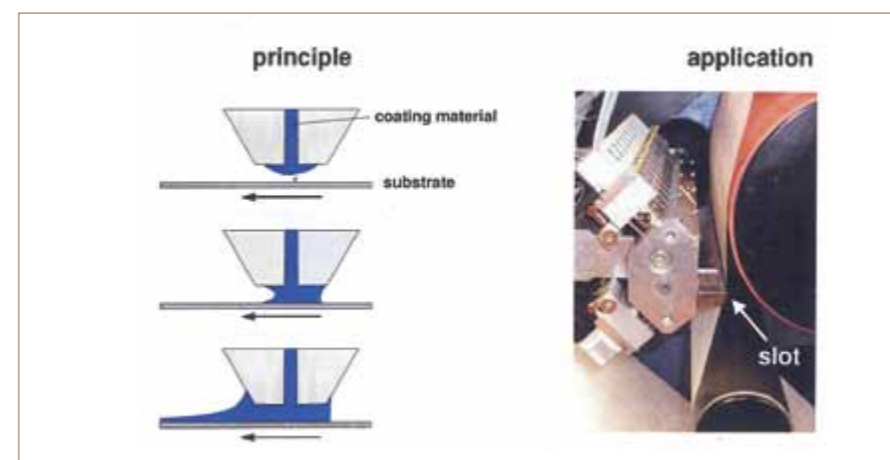 principle
application
coating material
substrate
slot